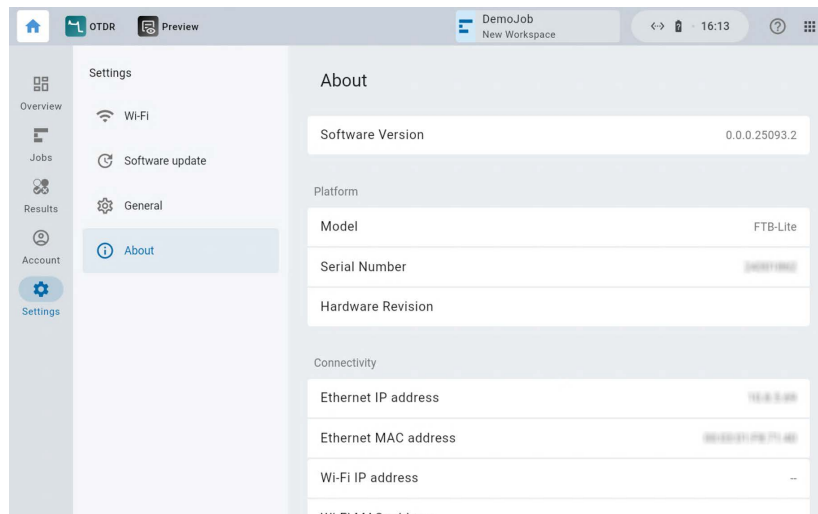 OTDR
Preview
DemoJob
New Workspace
16:13
Overview
Jobs
Results
Account
Settings
Settings
Wi-Fi
Software update
General
About
About
Software Version 0.0.0.25093.2
Platform
Model FTB-Lite
Serial Number
Hardware Revision
Connectivity
Ethernet IP address
Ethernet MAC address
Wi-Fi IP address --